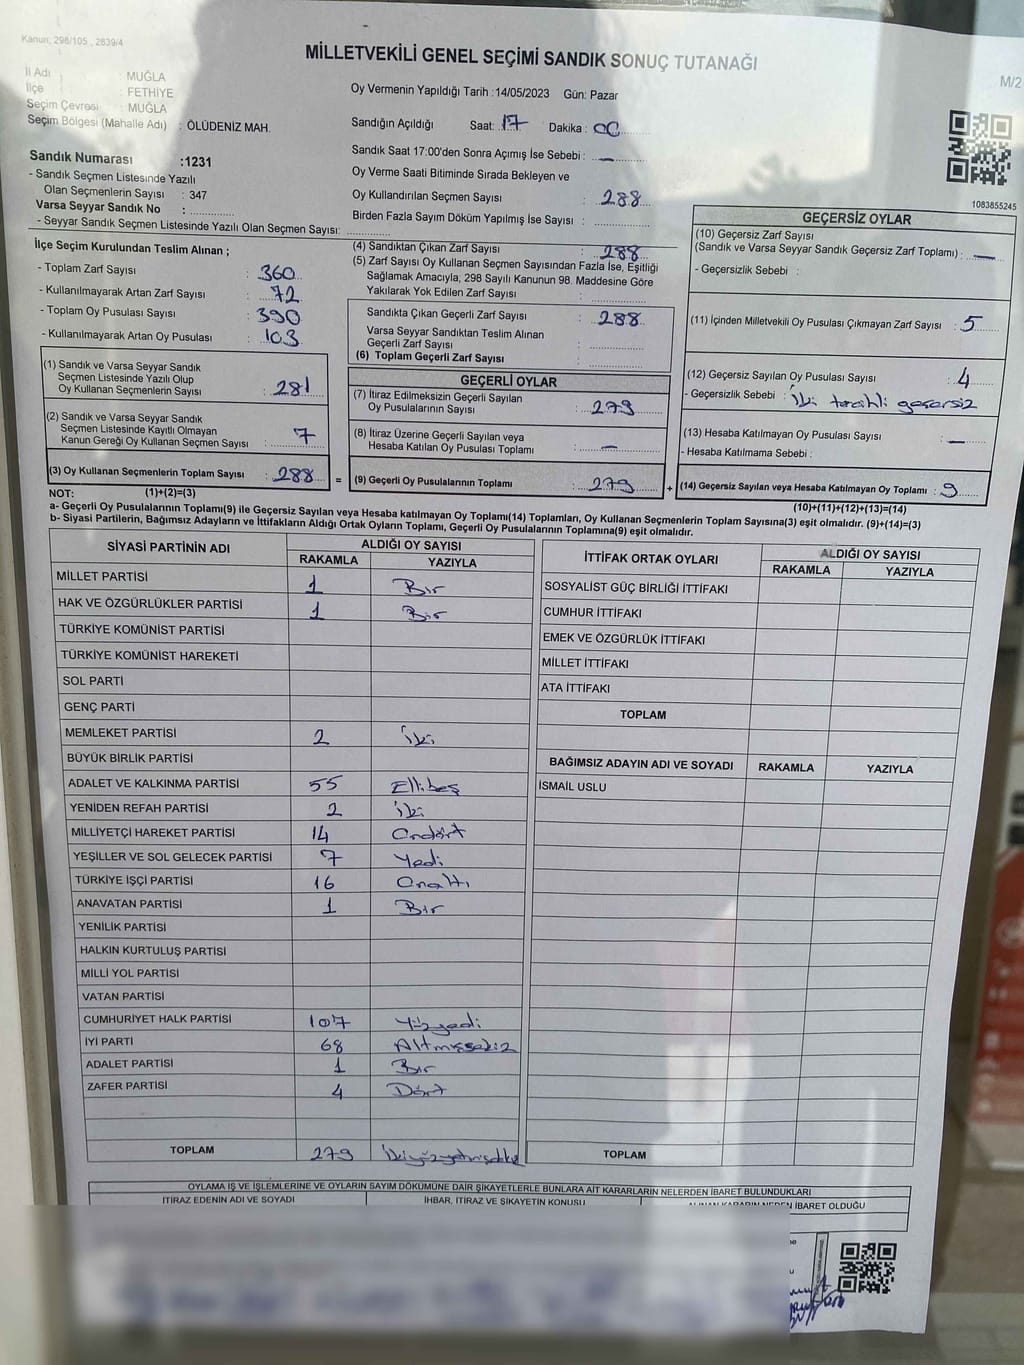 Kanun, 298/105 , 2839/4
MİLLETVEKİLİ GENEL SEÇİMİ SANDIK SONUÇ TUTANAĞI
M/2
İl Adı : MUĞLA
İlçe : FETHİYE
Seçim Çevresi : MUĞLA
Seçim Bölgesi (Mahalle Adı) : ÖLÜDENİZ MAH.
Oy Vermenin Yapıldığı Tarih :14/05/2023 Gün: Pazar
Sandığın Açıldığı Saat: 17 Dakika : 00
Sandık Saat 17:00'den Sonra Açımış İse Sebebi : —
Oy Verme Saati Bitiminde Sırada Bekleyen ve
Oy Kullandırılan Seçmen Sayısı : 288
Birden Fazla Sayım Döküm Yapılmış İse Sayısı :
1083855245
Sandık Numarası :1231
- Sandık Seçmen Listesinde Yazılı
Olan Seçmenlerin Sayısı : 347
Varsa Seyyar Sandık No :
- Seyyar Sandık Seçmen Listesinde Yazılı Olan Seçmen Sayısı:
İlçe Seçim Kurulundan Teslim Alınan ;
- Toplam Zarf Sayısı : 360
- Kullanılmayarak Artan Zarf Sayısı : 72
- Toplam Oy Pusulası Sayısı : 390
- Kullanılmayarak Artan Oy Pusulası : 103
(4) Sandıktan Çıkan Zarf Sayısı : 288
(5) Zarf Sayısı Oy Kullanan Seçmen Sayısından Fazla İse, Eşitliği
Sağlamak Amacıyla, 298 Sayılı Kanunun 98. Maddesine Göre
Yakılarak Yok Edilen Zarf Sayısı :
Sandıkta Çıkan Geçerli Zarf Sayısı : 288
Varsa Seyyar Sandıktan Teslim Alınan
Geçerli Zarf Sayısı :
(6) Toplam Geçerli Zarf Sayısı :
GEÇERSİZ OYLAR
(10) Geçersiz Zarf Sayısı
(Sandık ve Varsa Seyyar Sandık Geçersiz Zarf Toplamı) : —
- Geçersizlik Sebebi :
(11) İçinden Milletvekili Oy Pusulası Çıkmayan Zarf Sayısı : 5
(12) Geçersiz Sayılan Oy Pusulası Sayısı : 4
- Geçersizlik Sebebi : İki tercihli geçersiz
(13) Hesaba Katılmayan Oy Pusulası Sayısı : —
- Hesaba Katılmama Sebebi :
(14) Geçersiz Sayılan veya Hesaba Katılmayan Oy Toplamı : 9
(10)+(11)+(12)+(13)=(14)
(1) Sandık ve Varsa Seyyar Sandık
Seçmen Listesinde Yazılı Olup
Oy Kullanan Seçmenlerin Sayısı : 281
(2) Sandık ve Varsa Seyyar Sandık
Seçmen Listesinde Kayıtlı Olmayan
Kanun Gereği Oy Kullanan Seçmen Sayısı : 7
(3) Oy Kullanan Seçmenlerin Toplam Sayısı : 288 =
GEÇERLİ OYLAR
(7) İtiraz Edilmeksizin Geçerli Sayılan
Oy Pusulalarının Sayısı : 279
(8) İtiraz Üzerine Geçerli Sayılan veya
Hesaba Katılan Oy Pusulası Toplamı : —
(9) Geçerli Oy Pusulalarının Toplamı : 279 +
NOT: (1)+(2)=(3)
a- Geçerli Oy Pusulaları Toplamı(9) ile Geçersiz Sayılan veya Hesaba katılmayan Oy Toplamı(14) Toplamları, Oy Kullanan Seçmenlerin Toplam Sayısına(3) eşit olmalıdır. (9)+(14)=(3)
b- Siyasi Partilerin, Bağımsız Adayların ve İttifakların Aldığı Ortak Oyların Toplamı, Geçerli Oy Pusulalarının Toplamına(9) eşit olmalıdır.
SİYASİ PARTİNİN ADI ALDIĞI OY SAYISI
RAKAMLA YAZIYLA
MİLLET PARTİSİ 1 Bir
HAK VE ÖZGÜRLÜKLER PARTİSİ 1 Bir
TÜRKİYE KOMÜNİST PARTİSİ
TÜRKİYE KOMÜNİST HAREKETİ
SOL PARTİ
GENÇ PARTİ
MEMLEKET PARTİSİ 2 İki
BÜYÜK BİRLİK PARTİSİ
ADALET VE KALKINMA PARTİSİ 55 Ellibeş
YENİDEN REFAH PARTİSİ 2 İki
MİLLİYETÇİ HAREKET PARTİSİ 14 Ondört
YEŞİLLER VE SOL GELECEK PARTİSİ 7 Yedi
TÜRKİYE İŞÇİ PARTİSİ 16 Onaltı
ANAVATAN PARTİSİ 1 Bir
YENİLİK PARTİSİ
HALKIN KURTULUŞ PARTİSİ
MİLLİ YOL PARTİSİ
VATAN PARTİSİ
CUMHURİYET HALK PARTİSİ 107 Yüzyedi
İYİ PARTİ 68 Altmışsekiz
ADALET PARTİSİ 1 Bir
ZAFER PARTİSİ 4 Dört
TOPLAM 279
İTTİFAK ORTAK OYLARI ALDIĞI OY SAYISI
RAKAMLA YAZIYLA
SOSYALİST GÜÇ BİRLİĞİ İTTİFAKI
CUMHUR İTTİFAKI
EMEK VE ÖZGÜRLÜK İTTİFAKI
MİLLET İTTİFAKI
ATA İTTİFAKI
TOPLAM
BAĞIMSIZ ADAYIN ADI VE SOYADI RAKAMLA YAZIYLA
İSMAİL USLU
TOPLAM
OYLAMA İŞ VE İŞLEMLERİNE VE OYLARIN SAYIM DÖKÜMÜNE DAİR ŞİKAYETLERLE BUNLARA AİT KARARLARIN NELERDEN İBARET BULUNDUKLARI
İTİRAZ EDENİN ADI VE SOYADI İHBAR, İTİRAZ VE ŞİKAYETİN KONUSU ALINAN KARARIN NEDEN İBARET OLDUĞU